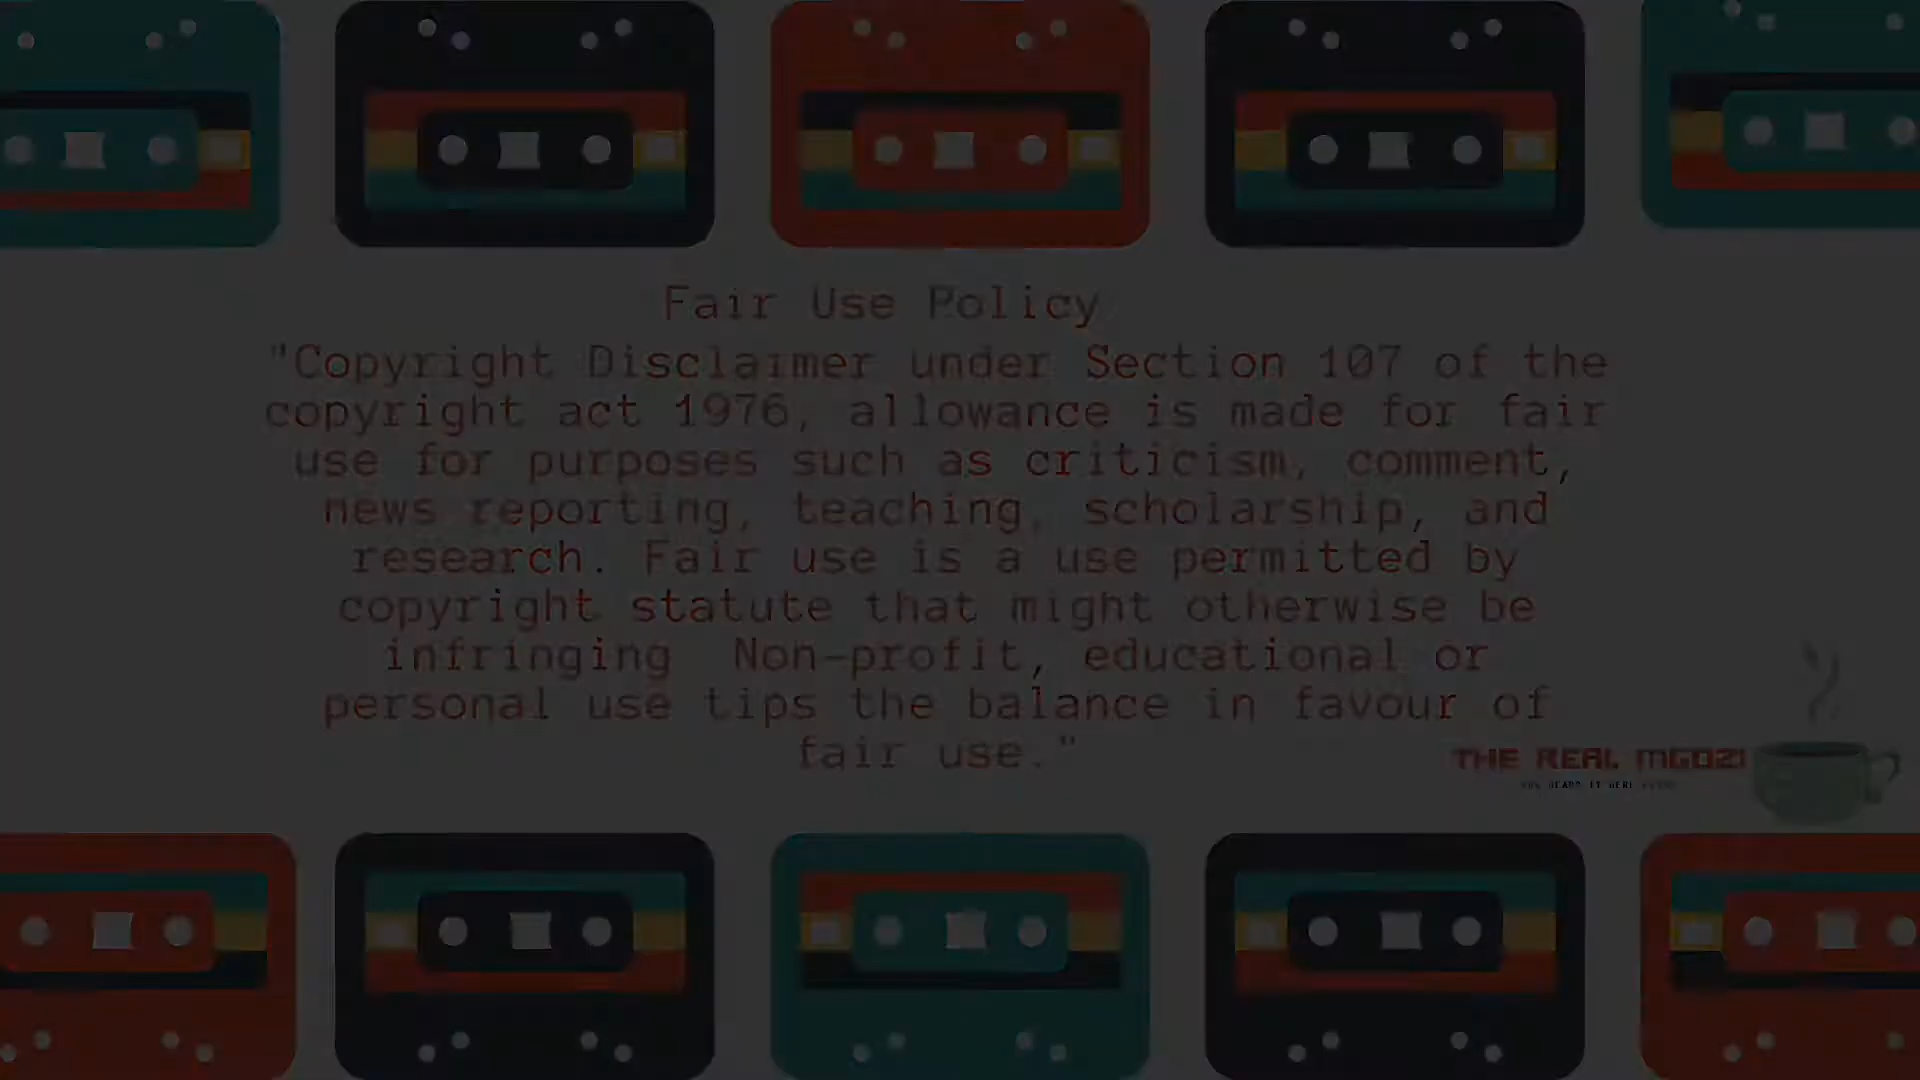 Fair Use Policy
"Copyright Disclaimer under Section 107 of the
copyright act 1976, allowance is made for fair
use for purposes such as criticism, comment,
news reporting, teaching, scholarship, and
research. Fair use is a use permitted by
copyright statute that might otherwise be
infringing Non-profit, educational or
personal use tips the balance in favour of
fair use."
THE REAL MGOZI